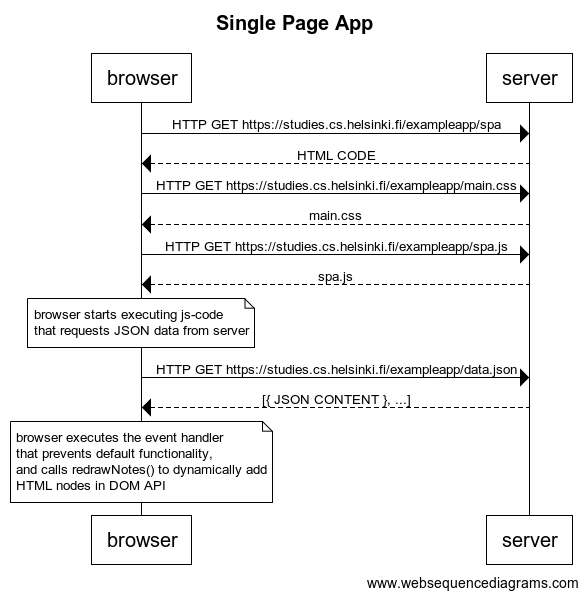 Single Page App
browser
server
HTTP GET https://studies.cs.helsinki.fi/exampleapp/spa
HTML CODE
HTTP GET https://studies.cs.helsinki.fi/exampleapp/main.css
main.css
HTTP GET https://studies.cs.helsinki.fi/exampleapp/spa.js
spa.js
browser starts executing js-code
that requests JSON data from server
HTTP GET https://studies.cs.helsinki.fi/exampleapp/data.json
[{ JSON CONTENT }, ...]
browser executes the event handler
that prevents default functionality,
and calls redrawNotes() to dynamically add
HTML nodes in DOM API
browser
server
www.websequencediagrams.com